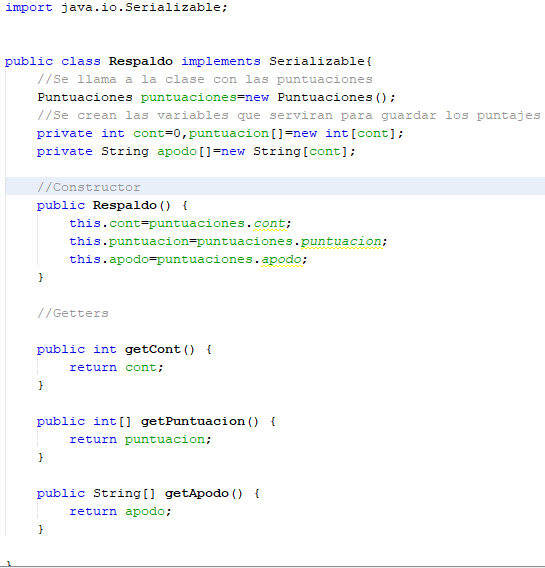 import java.io.Serializable;
public class Respaldo implements Serializable{
//Se llama a la clase con las puntuaciones
Puntuaciones puntuaciones=new Puntuaciones();
//Se crean las variables que serviran para guardar los puntajes
private int cont=0,puntuacion[]=new int[cont];
private String apodo[]=new String[cont];
//Constructor
public Respaldo() {
this.cont=puntuaciones.cont;
this.puntuacion=puntuaciones.puntuacion;
this.apodo=puntuaciones.apodo;
}
//Getters
public int getCont() {
return cont;
}
public int[] getPuntuacion() {
return puntuacion;
}
public String[] getApodo() {
return apodo;
}
}